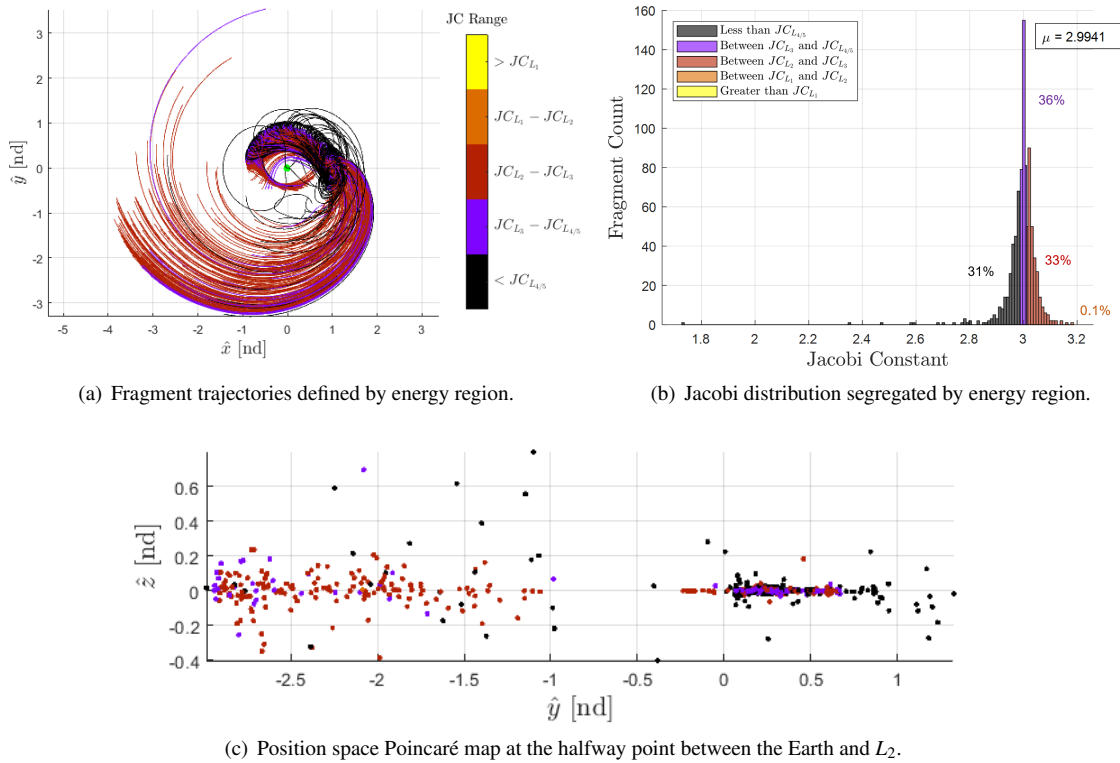 JC Range
3
2
1
0
-1
-2
-3
ŷ [nd]
-5 -4 -3 -2 -1 0 1 2 3
x̂ [nd]
> JC_{L_1}
JC_{L_1} − JC_{L_2}
JC_{L_2} − JC_{L_3}
JC_{L_3} − JC_{L_{4/5}}
< JC_{L_{4/5}}
(a) Fragment trajectories defined by energy region.
160
140
120
100
80
60
40
20
0
Fragment Count
Less than JC_{L_{4/5}}
Between JC_{L_3} and JC_{L_{4/5}}
Between JC_{L_2} and JC_{L_3}
Between JC_{L_1} and JC_{L_2}
Greater than JC_{L_1}
μ = 2.9941
36%
31%
33%
0.1%
1.8 2 2.2 2.4 2.6 2.8 3 3.2
Jacobi Constant
(b) Jacobi distribution segregated by energy region.
0.6
0.4
0.2
0
-0.2
-0.4
ẑ [nd]
-2.5 -2 -1.5 -1 -0.5 0 0.5 1
ŷ [nd]
(c) Position space Poincaré map at the halfway point between the Earth and L_2.